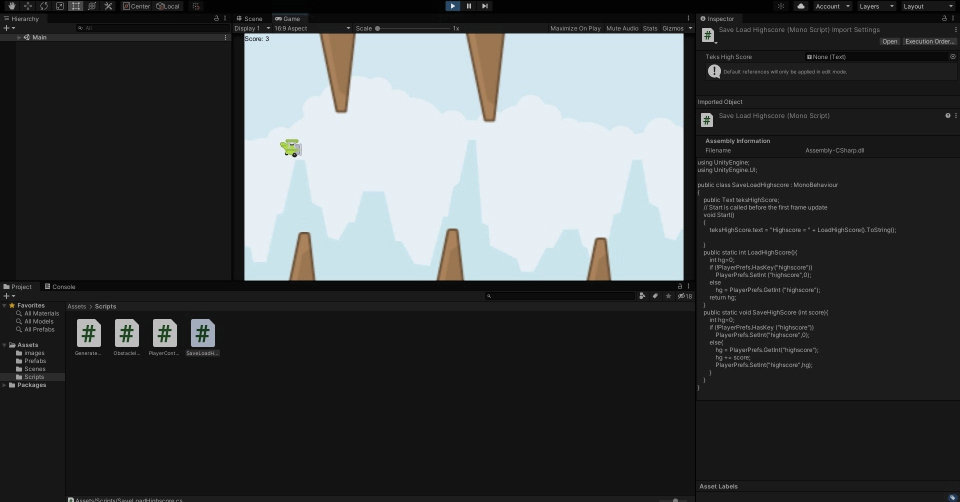 Center
Local
Account
Layers
Layout
Hierarchy
All
Main
Scene
Game
Display 1
16:9 Aspect
Scale
1x
Maximize On Play
Mute Audio
Stats
Gizmos
Score: 3
Inspector
Save Load Highscore (Mono Script) Import Settings
Open
Execution Order...
Teks High Score
None (Text)
Default references will only be applied in edit mode.
Imported Object
Save Load Highscore (Mono Script)
Assembly Information
Filename
Assembly-CSharp.dll
using UnityEngine;
using UnityEngine.UI;
public class SaveLoadHighscore : MonoBehaviour
{
public Text teksHighScore;
// Start is called before the first frame update
void Start()
{
teksHighScore.text = "Highscore = " + LoadHighScore().ToString();
}
public static int LoadHighScore(){
int hg=0;
if (!PlayerPrefs.HasKey("highscore"))
PlayerPrefs.SetInt ("highscore",0);
else
hg = PlayerPrefs.GetInt ("highscore");
return hg;
}
public static void SaveHighScore (int score){
int hg=0;
if (!PlayerPrefs.HasKey ("highscore"))
PlayerPrefs.SetInt("highscore",0);
else{
hg = PlayerPrefs.GetInt("highscore");
hg += score;
PlayerPrefs.SetInt("highscore",hg);
}
}
}
Asset Labels
Project
Console
18
Favorites
All Materials
All Models
All Prefabs
Assets
Images
Prefabs
Scenes
Scripts
Packages
Assets > Scripts
Generate...
ObstacleI...
PlayerCont...
SaveLoadH...
Assets/Scripts/SaveLoadHighscore.cs